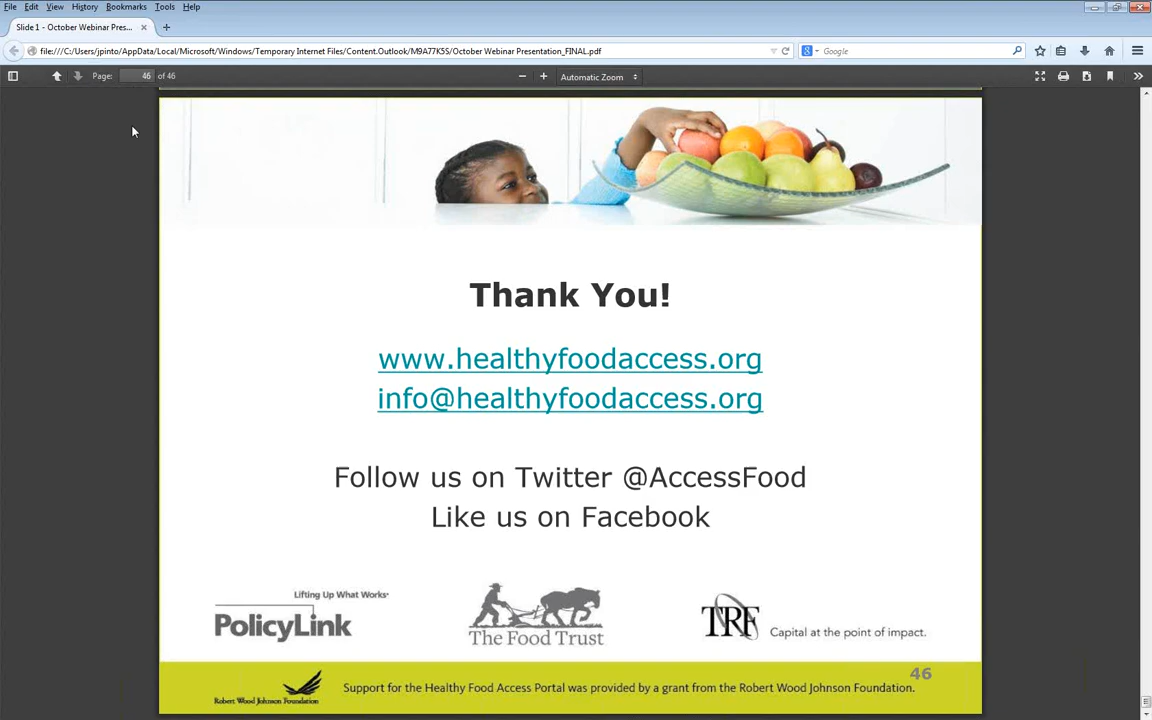 File Edit View History Bookmarks Tools Help
Slide 1 - October Webinar Pres...
file:///C:/Users/jpinto/AppData/Local/Microsoft/Windows/Temporary Internet Files/Content.Outlook/M9A77K5S/October Webinar Presentation_FINAL.pdf
Google
Page: 46 of 46
Automatic Zoom
Thank You!
www.healthyfoodaccess.org
info@healthyfoodaccess.org
Follow us on Twitter @AccessFood
Like us on Facebook
Lifting Up What Works
PolicyLink
The Food Trust
TRF Capital at the point of impact.
46
Robert Wood Johnson Foundation
Support for the Healthy Food Access Portal was provided by a grant from the Robert Wood Johnson Foundation.